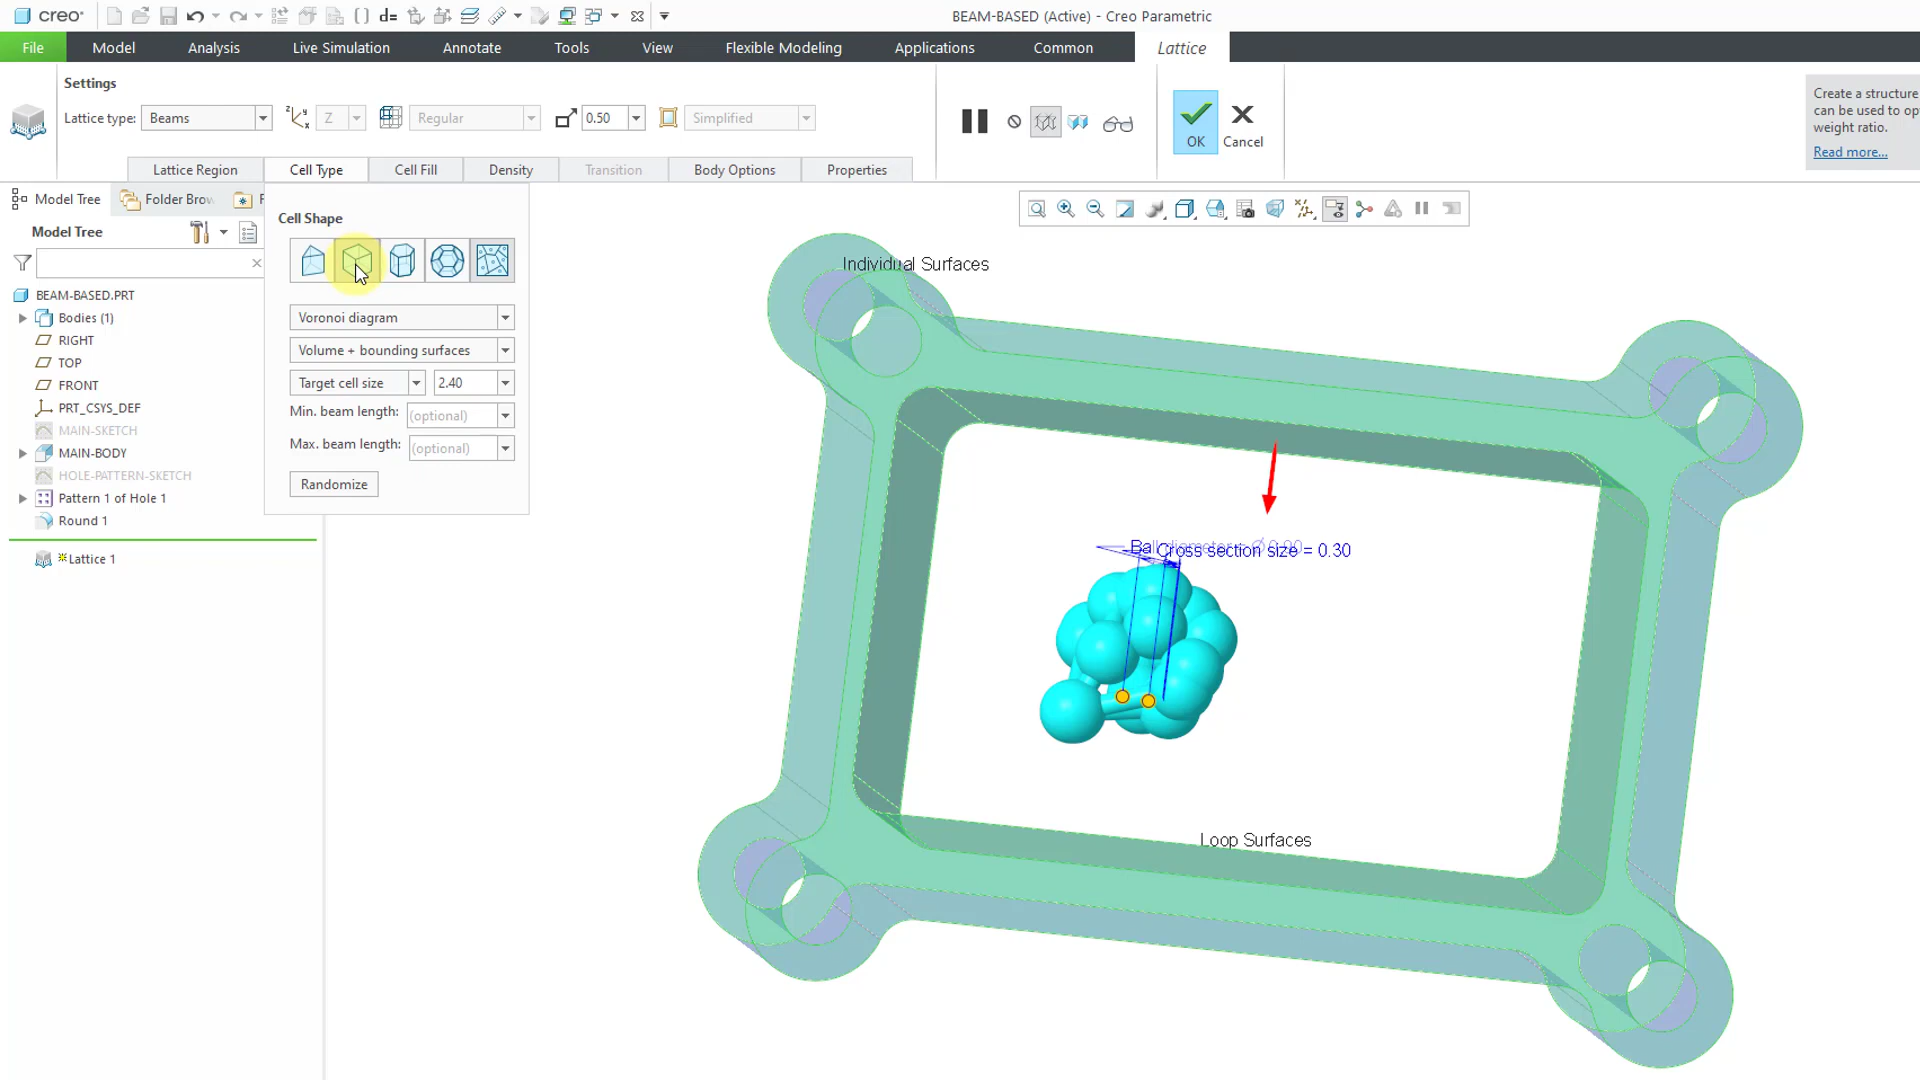 creo
d=
BEAM-BASED (Active) - Creo Parametric
File
Model
Analysis
Live Simulation
Annotate
Tools
View
Flexible Modeling
Applications
Common
Lattice
Settings
Lattice type:
Beams
Z
Regular
0.50
Simplified
OK
Cancel
Create a structure
can be used to op
weight ratio.
Read more...
Lattice Region
Cell Type
Cell Fill
Density
Transition
Body Options
Properties
Model Tree
Folder Brow
F
Model Tree
BEAM-BASED.PRT
Bodies (1)
RIGHT
TOP
FRONT
PRT_CSYS_DEF
MAIN-SKETCH
MAIN-BODY
HOLE-PATTERN-SKETCH
Pattern 1 of Hole 1
Round 1
Lattice 1
Cell Shape
Voronoi diagram
Volume + bounding surfaces
Target cell size
2.40
Min. beam length:
(optional)
Max. beam length:
(optional)
Randomize
Individual Surfaces
Cross section size = 0.30
Loop Surfaces